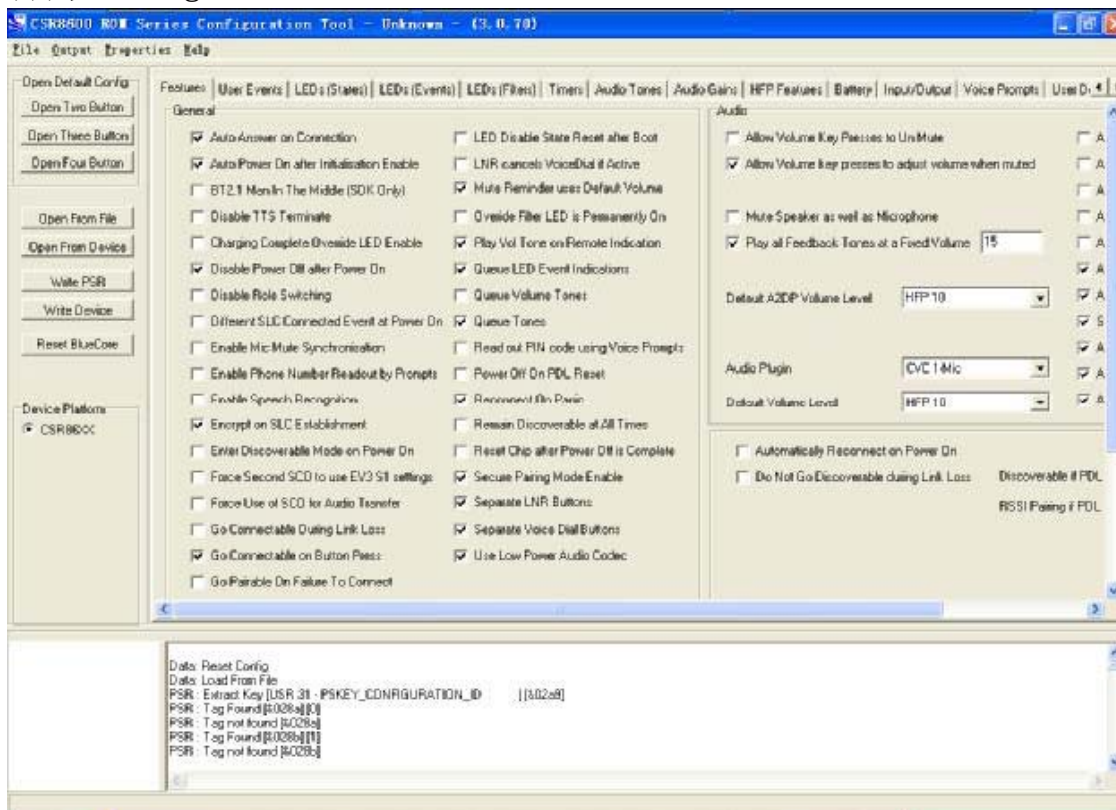 CSR8600 ROM Series Configuration Tool - Unknown - (3.0.70)
File Output Properties Help
Open Default Config
Open Two Button
Open Three Button
Open Four Button
Open From File
Open From Device
Write PSR
Write Device
Reset BlueCore
Device Platform
CSR86XX
Features User Events LEDs (States) LEDs (Events) LEDs (Filters) Timers Audio Tones Audio Gains HFP Features Battery Input/Output Voice Prompts User D
General
Auto Answer on Connection
Auto Power On after Initialisation Enable
BT2.1 Man In The Middle (SDK Only)
Disable TTS Terminate
Charging Complete Override LED Enable
Disable Power Off after Power On
Disable Role Switching
Different SLC Connected Event at Power On
Enable Mic Mute Synchronisation
Enable Phone Number Readout by Prompts
Enable Speech Recognition
Encrypt on SLC Establishment
Enter Discoverable Mode on Power On
Force Second SCO to use EV3 S1 settings
Force Use of SCO for Audio Transfer
Go Connectable During Link Loss
Go Connectable on Button Press
Go Pairable On Failure To Connect
LED Disable State Reset after Boot
LNR cancels VoiceDial if Active
Mute Reminder uses Default Volume
Overide Filter LED is Permanently On
Play Vol Tone on Remote Indication
Queue LED Event Indications
Queue Volume Tones
Queue Tones
Read out PIN code using Voice Prompts
Power Off On PDL Reset
Reconnect On Panic
Remain Discoverable at All Times
Reset Chip after Power Off is Complete
Secure Pairing Mode Enable
Separate LNR Buttons
Separate Voice Dial Buttons
Use Low Power Audio Codec
Audio
Allow Volume Key Presses to Un-Mute
Allow Volume key presses to adjust volume when muted
Mute Speaker as well as Microphone
Play all Feedback Tones at a Fixed Volume 15
Default A2DP Volume Level HFP 10
Audio Plugin CVC 1-Mic
Default Volume Level HFP 10
A
A
A
A
A
A
A
S
A
A
A
Automatically Reconnect on Power On
Do Not Go Discoverable during Link Loss Discoverable if PDL
RSSI Pairing if PDL
Data: Reset Config
Data: Load From File
PSR : Extract Key [USR 31 - PSKEY_CONFIGURATION_ID ] [&02a8]
PSR : Tag Found [&028a][0]
PSR : Tag not found [&028a]
PSR : Tag Found [&028b][1]
PSR : Tag not found [&028b]